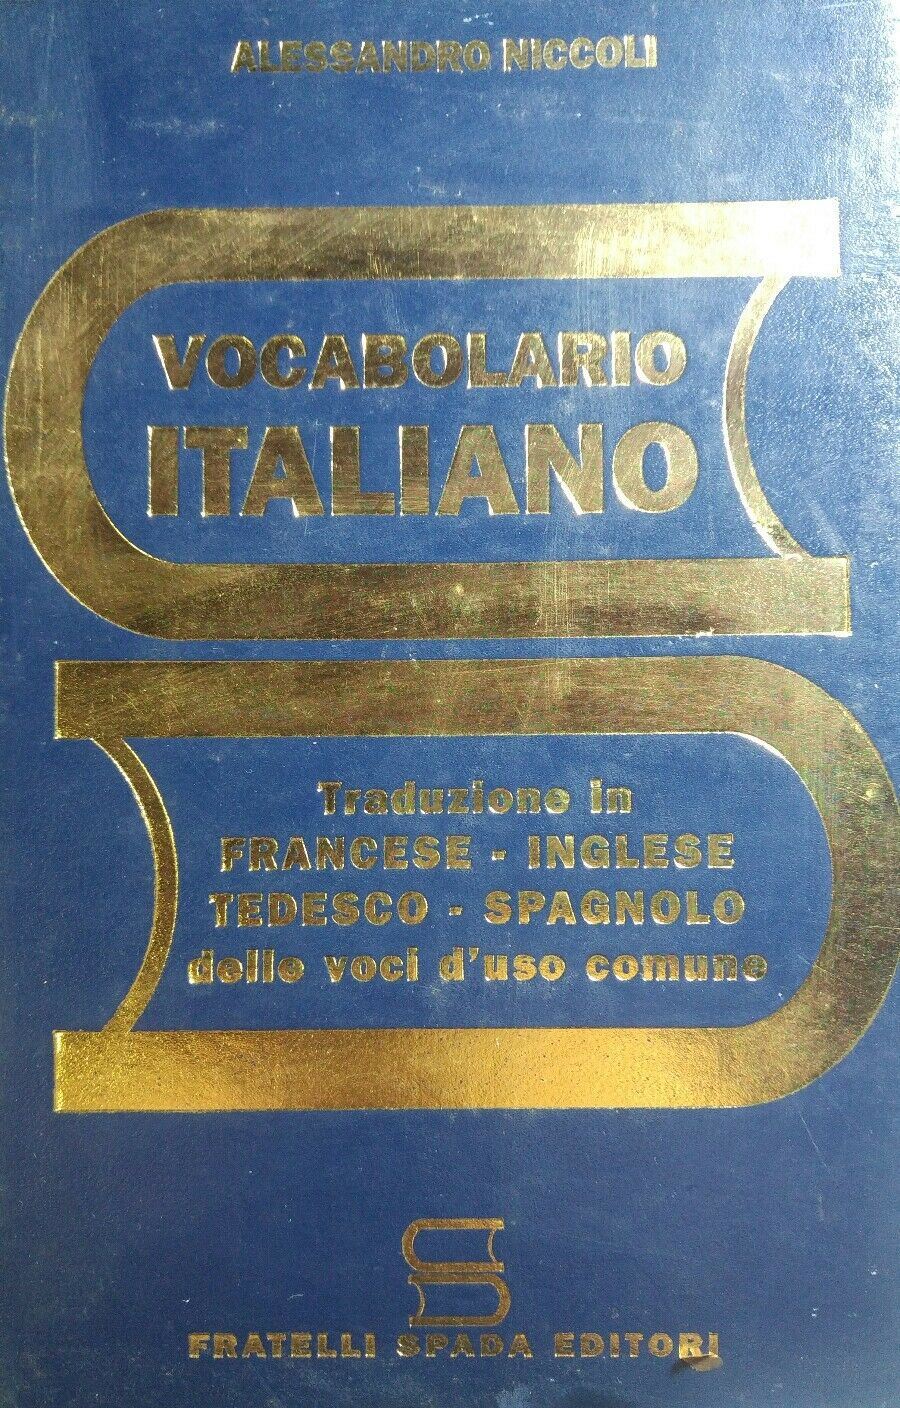 ALESSANDRO NICCOLI
VOCABOLARIO
ITALIANO
Traduzione in
FRANCESE - INGLESE
TEDESCO - SPAGNOLO
delle voci d'uso comune
FRATELLI SPADA EDITORI